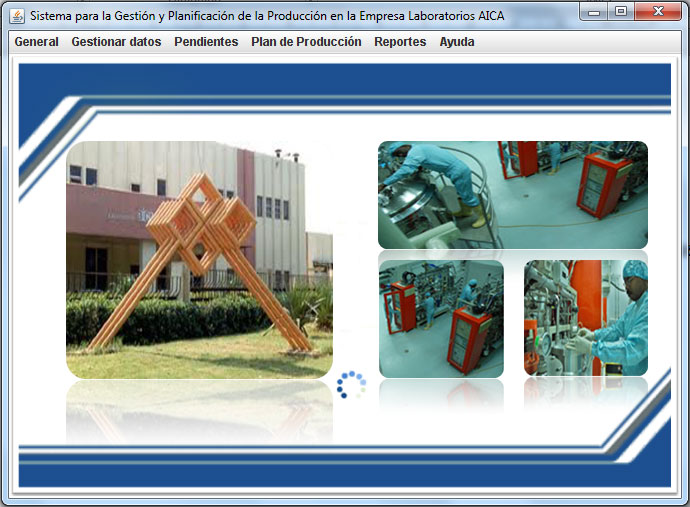 Sistema para la Gestión y Planificación de la Producción en la Empresa Laboratorios AICA
General Gestionar datos Pendientes Plan de Producción Reportes Ayuda